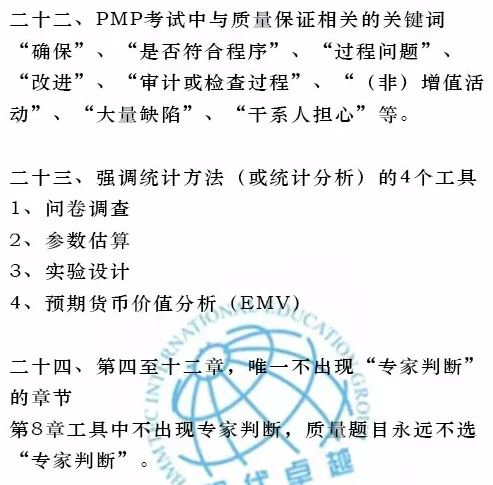 二十二、PMP考试中与质量保证相关的关键词
“确保”、“是否符合程序”、“过程问题”、
“改进”、“审计或检查过程”、“（非）增值活
动”、“大量缺陷”、“干系人担心”等。
二十三、强调统计方法（或统计分析）的4个工具
1、问卷调查
2、参数估算
3、实验设计
4、预期货币价值分析（EMV）
二十四、第四至十三章，唯一不出现“专家判断”
的章节
第8章工具中不出现专家判断，质量题目永远不选
“专家判断”。
INTERNATIONAL EDUCATION GROUP
代卓越